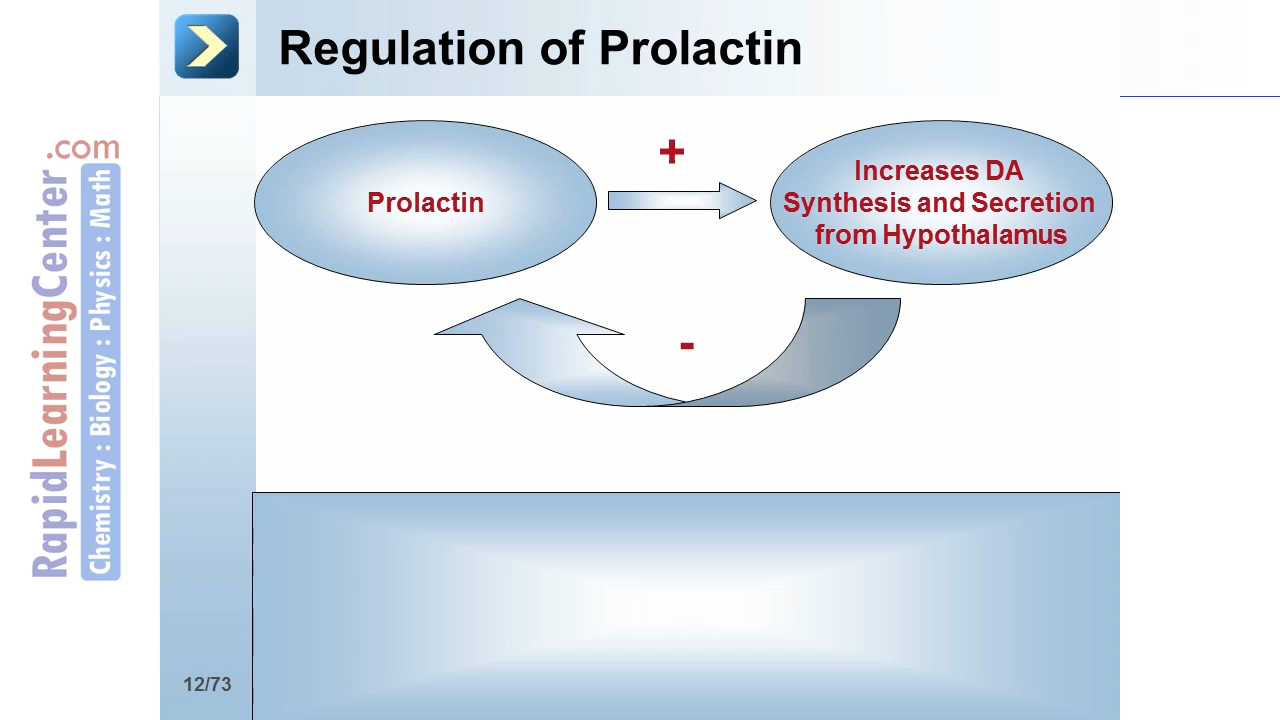 Regulation of Prolactin
RapidLearningCenter.com
Chemistry : Biology : Physics : Math
Prolactin
+
Increases DA
Synthesis and Secretion
from Hypothalamus
-
12/73